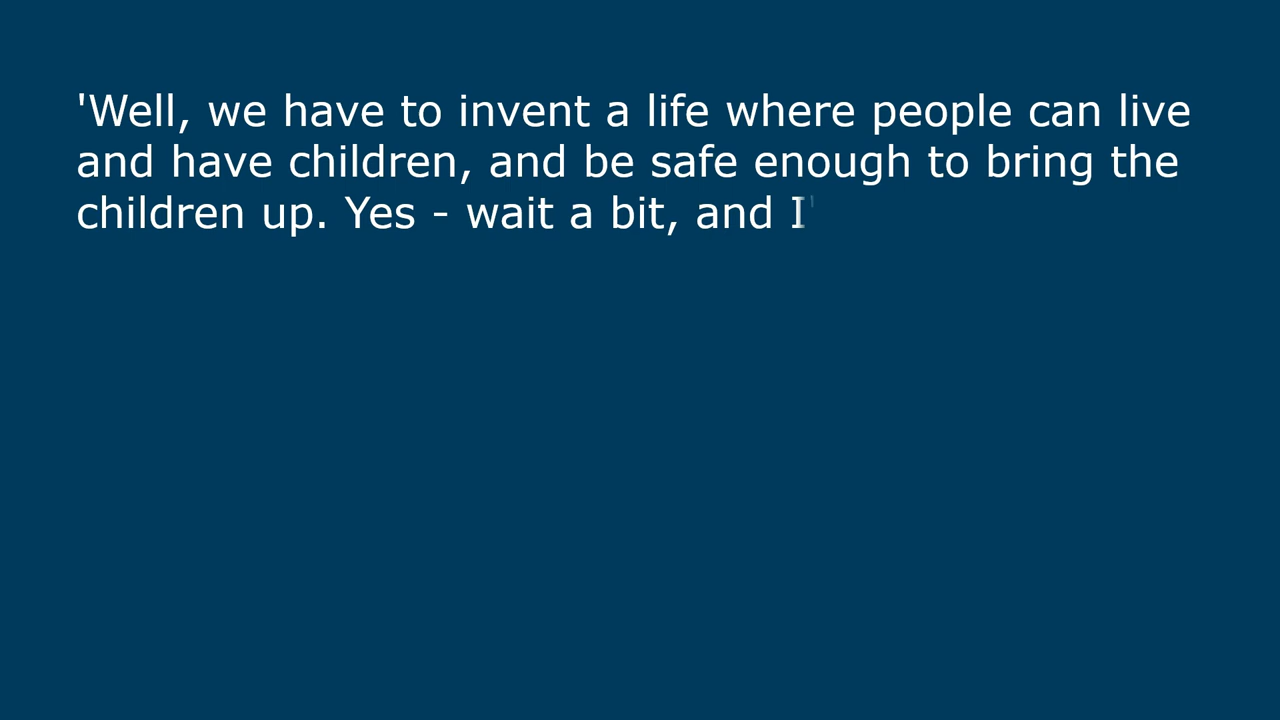 'Well, we have to invent a life where people can live
and have children, and be safe enough to bring the
children up. Yes - wait a bit, and I'